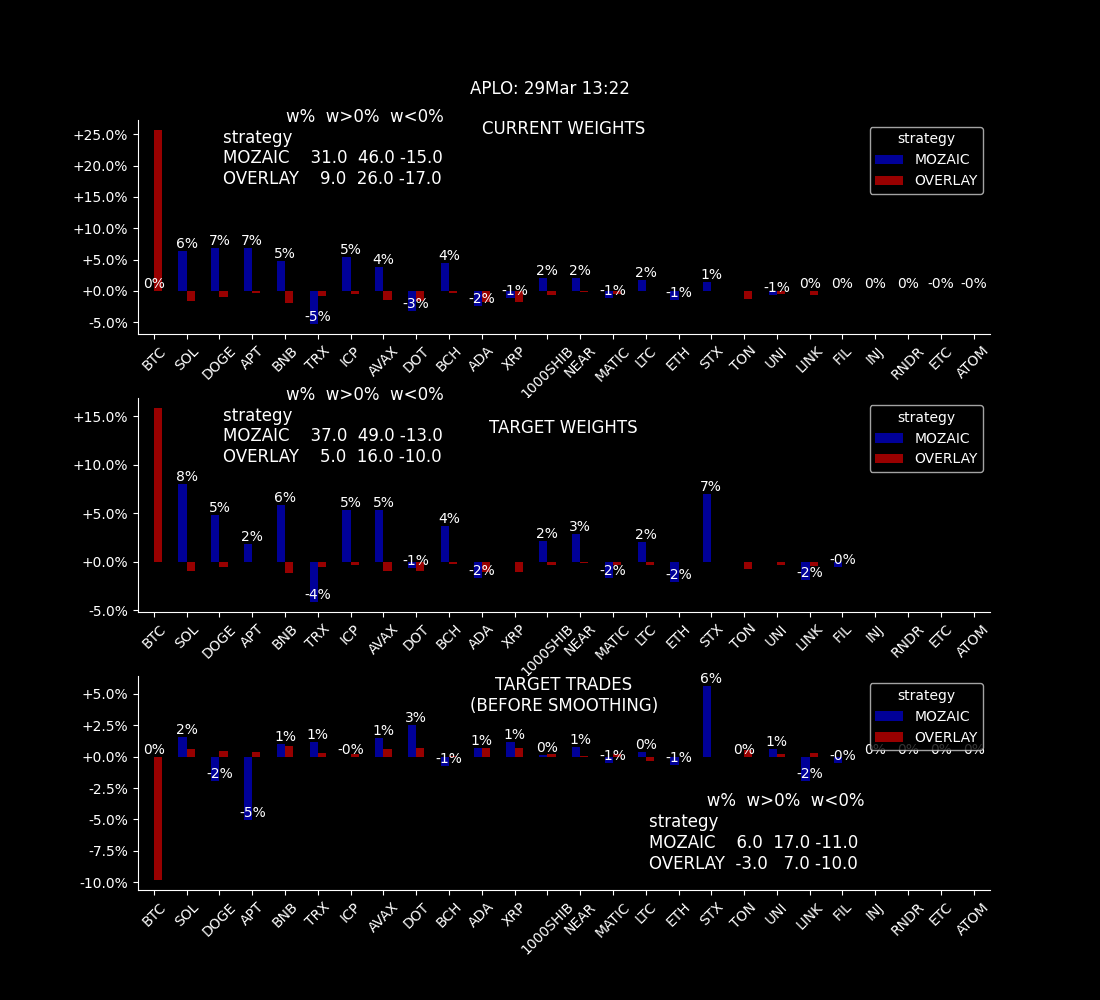 APLO: 29Mar 13:22
CURRENT WEIGHTS
w%  w>0%  w<0%
strategy
MOZAIC    31.0  46.0 -15.0
OVERLAY    9.0  26.0 -17.0
strategy
MOZAIC
OVERLAY
+25.0%
+20.0%
+15.0%
+10.0%
+5.0%
+0.0%
-5.0%
0% 6% 7% 7% 5% -5% 5% 4% -3% 4% -2% -1% 2% 2% -1% 2% -1% 1% -1% 0% 0% 0% 0% -0% -0%
BTC SOL DOGE APT BNB TRX ICP AVAX DOT BCH ADA XRP 1000SHIB NEAR MATIC LTC ETH STX TON UNI LINK FIL INJ RNDR ETC ATOM
TARGET WEIGHTS
w%  w>0%  w<0%
strategy
MOZAIC    37.0  49.0 -13.0
OVERLAY    5.0  16.0 -10.0
strategy
MOZAIC
OVERLAY
+15.0%
+10.0%
+5.0%
+0.0%
-5.0%
8% 5% 2% 6% -4% 5% 5% -1% 4% -2% 2% 3% -2% 2% -2% 7% -2% -0%
BTC SOL DOGE APT BNB TRX ICP AVAX DOT BCH ADA XRP 1000SHIB NEAR MATIC LTC ETH STX TON UNI LINK FIL INJ RNDR ETC ATOM
TARGET TRADES
(BEFORE SMOOTHING)
strategy
MOZAIC
OVERLAY
+5.0%
+2.5%
+0.0%
-2.5%
-5.0%
-7.5%
-10.0%
0% 2% -2% -5% 1% 1% -0% 1% 3% -1% 1% 1% 0% 1% -1% 0% -1% 6% 0% 1% -2% -0% 0% 0% 0% 0%
w%  w>0%  w<0%
strategy
MOZAIC    6.0  17.0 -11.0
OVERLAY  -3.0   7.0 -10.0
BTC SOL DOGE APT BNB TRX ICP AVAX DOT BCH ADA XRP 1000SHIB NEAR MATIC LTC ETH STX TON UNI LINK FIL INJ RNDR ETC ATOM